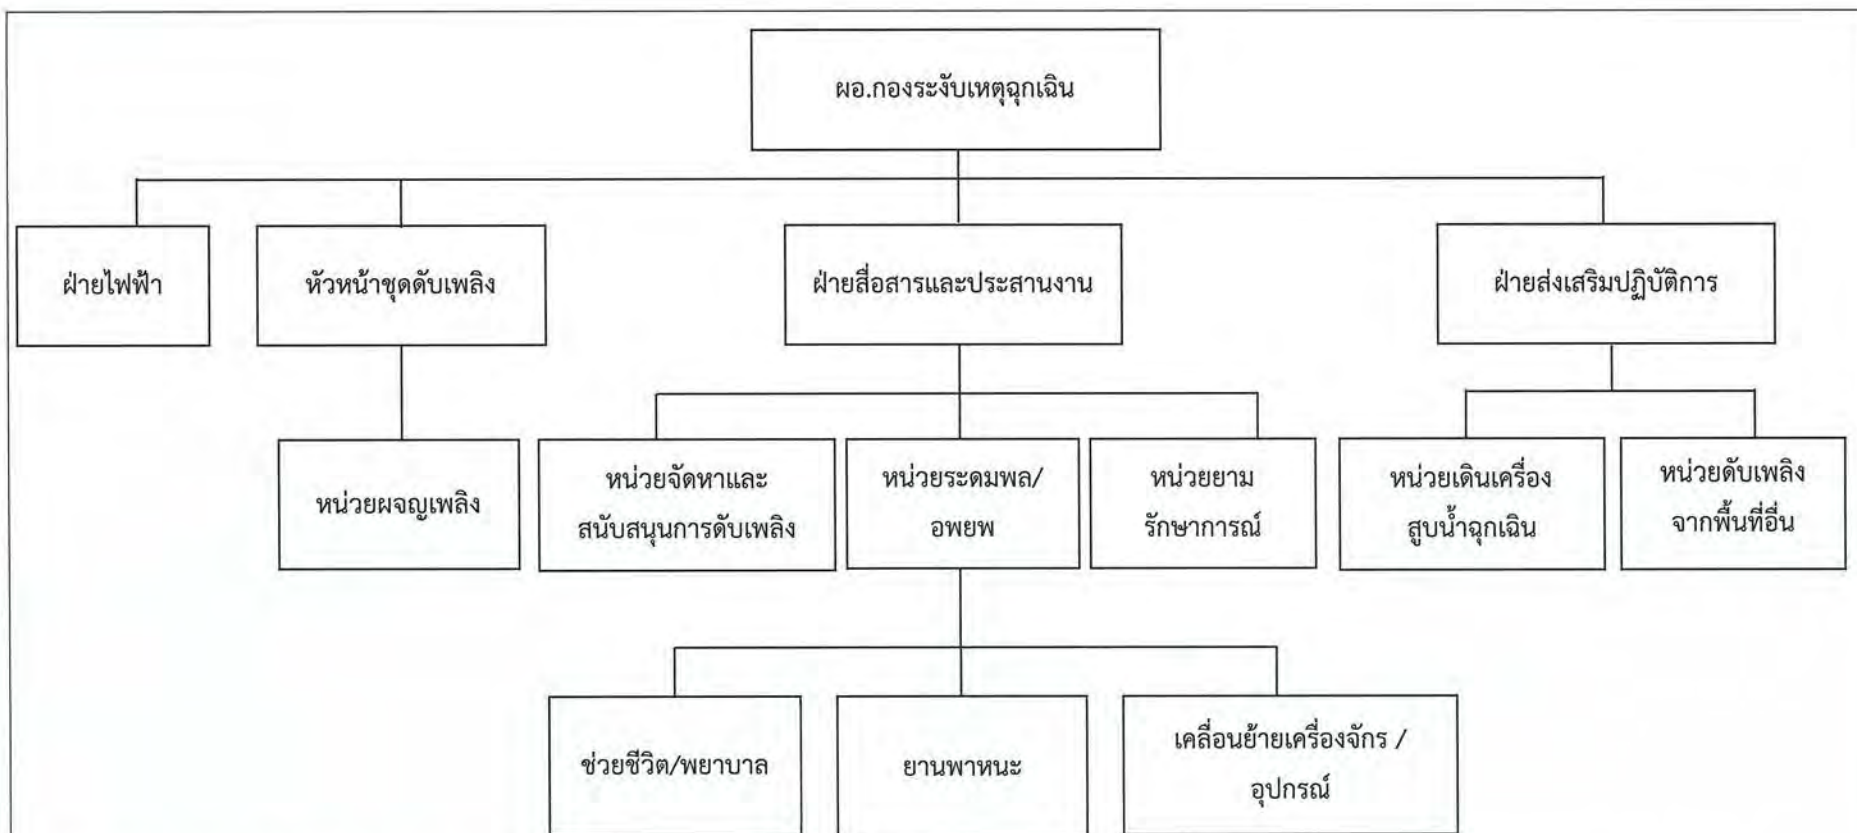 ผอ.กองระงับเหตุฉุกเฉิน
ฝ่ายไฟฟ้า
หัวหน้าชุดดับเพลิง
ฝ่ายสื่อสารและประสานงาน
ฝ่ายส่งเสริมปฏิบัติการ
หน่วยผจญเพลิง
หน่วยจัดหาและ
สนับสนุนการดับเพลิง
หน่วยระดมพล/
อพยพ
หน่วยยาม
รักษาการณ์
หน่วยเดินเครื่อง
สูบน้ำฉุกเฉิน
หน่วยดับเพลิง
จากพื้นที่อื่น
ช่วยชีวิต/พยาบาล
ยานพาหนะ
เคลื่อนย้ายเครื่องจักร /
อุปกรณ์